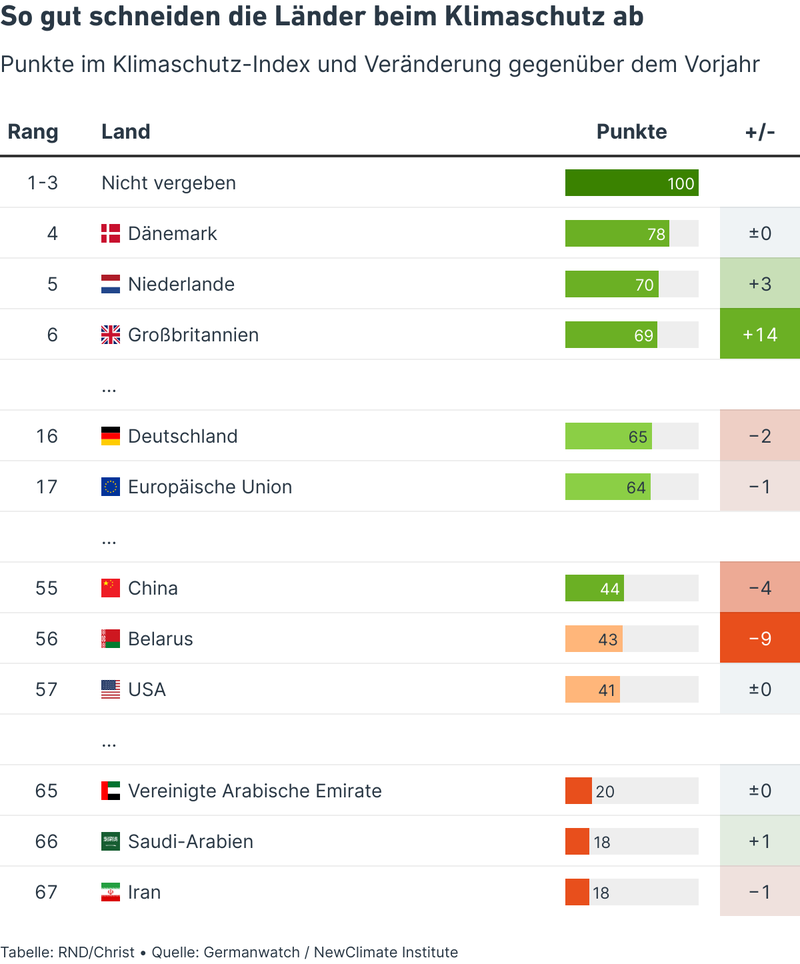 So gut schneiden die Länder beim Klimaschutz ab
Punkte im Klimaschutz-Index und Veränderung gegenüber dem Vorjahr
Rang Land Punkte +/-
1-3 Nicht vergeben 100
4 Dänemark 78 ±0
5 Niederlande 70 +3
6 Großbritannien 69 +14
...
16 Deutschland 65 −2
17 Europäische Union 64 −1
...
55 China 44 −4
56 Belarus 43 −9
57 USA 41 ±0
...
65 Vereinigte Arabische Emirate 20 ±0
66 Saudi-Arabien 18 +1
67 Iran 18 −1
Tabelle: RND/Christ • Quelle: Germanwatch / NewClimate Institute